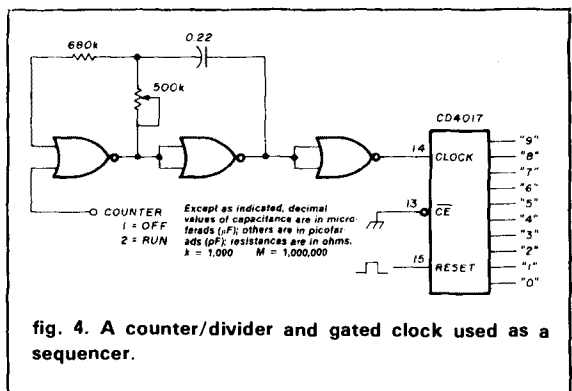 680k
0.22
500k
CD4017
14 CLOCK
13 CE
15 RESET
"9"
"8"
"7"
"6"
"5"
"4"
"3"
"2"
"1"
"0"
COUNTER
1 = OFF
2 = RUN
Except as indicated, decimal
values of capacitance are in micro-
farads (μF); others are in picofar-
ads (pF); resistances are in ohms.
k = 1,000 M = 1,000,000
fig. 4. A counter/divider and gated clock used as a
sequencer.